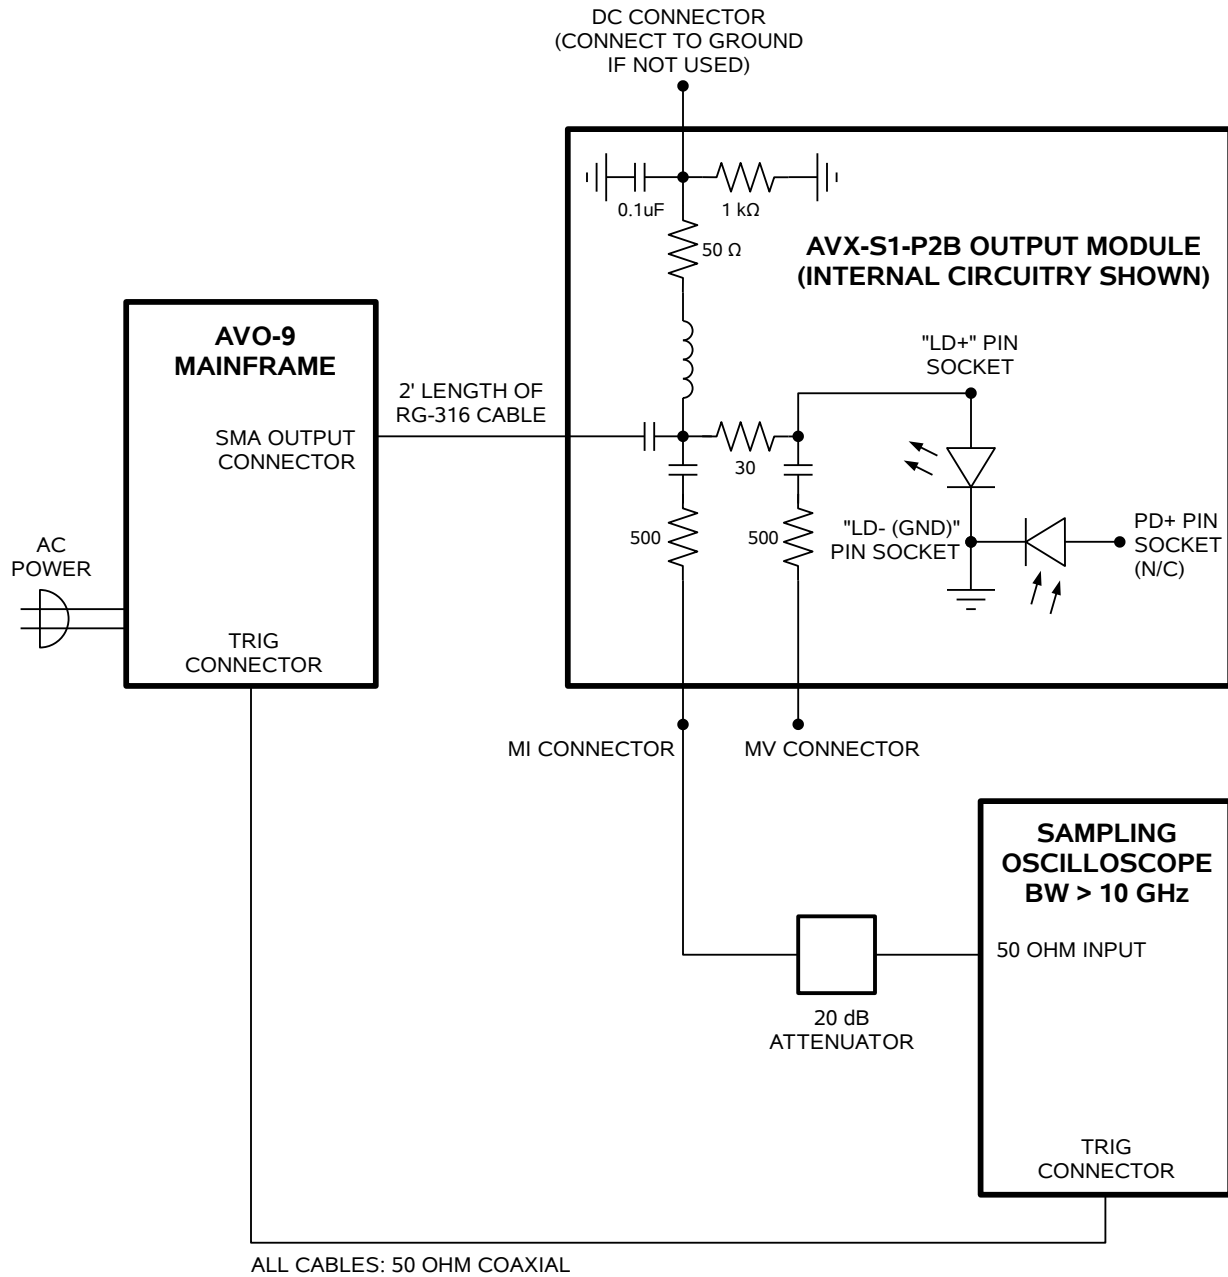 DC CONNECTOR
(CONNECT TO GROUND
IF NOT USED)
0.1uF
1 kΩ
50 Ω
AVX-S1-P2B OUTPUT MODULE
(INTERNAL CIRCUITRY SHOWN)
AVO-9
MAINFRAME
"LD+" PIN
SOCKET
2' LENGTH OF
RG-316 CABLE
SMA OUTPUT
CONNECTOR
30
500
500
"LD- (GND)"
PIN SOCKET
PD+ PIN
SOCKET
(N/C)
AC
POWER
TRIG
CONNECTOR
MI CONNECTOR
MV CONNECTOR
SAMPLING
OSCILLOSCOPE
BW > 10 GHz
50 OHM INPUT
20 dB
ATTENUATOR
TRIG
CONNECTOR
ALL CABLES: 50 OHM COAXIAL